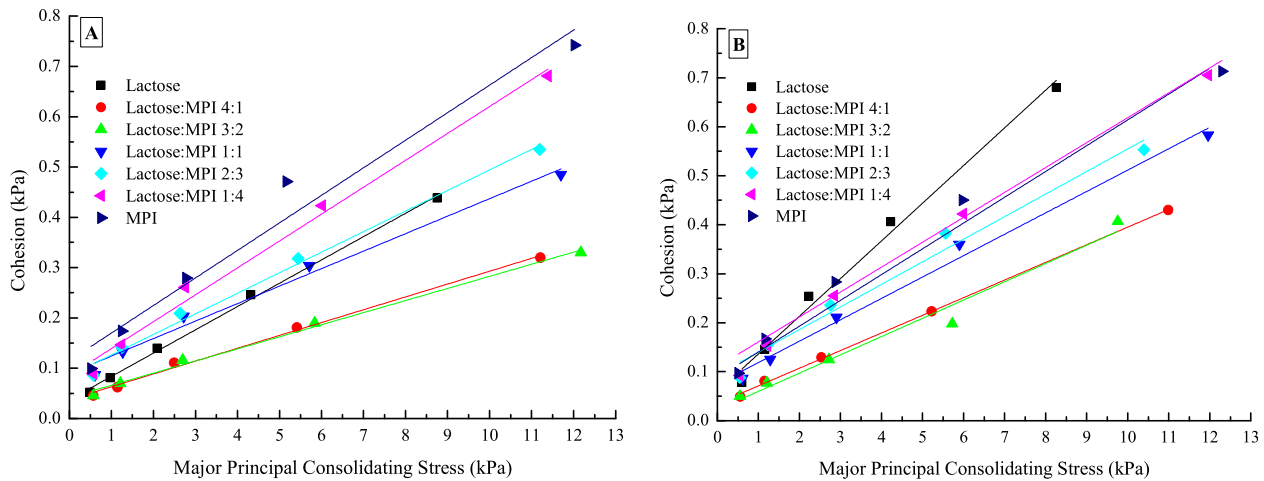 A
Lactose
Lactose:MPI 4:1
Lactose:MPI 3:2
Lactose:MPI 1:1
Lactose:MPI 2:3
Lactose:MPI 1:4
MPI
Cohesion (kPa)
0.8
0.7
0.6
0.5
0.4
0.3
0.2
0.1
0.0
0 1 2 3 4 5 6 7 8 9 10 11 12 13
Major Principal Consolidating Stress (kPa)
B
Lactose
Lactose:MPI 4:1
Lactose:MPI 3:2
Lactose:MPI 1:1
Lactose:MPI 2:3
Lactose:MPI 1:4
MPI
Cohesion (kPa)
0.8
0.7
0.6
0.5
0.4
0.3
0.2
0.1
0.0
0 1 2 3 4 5 6 7 8 9 10 11 12 13
Major Principal Consolidating Stress (kPa)